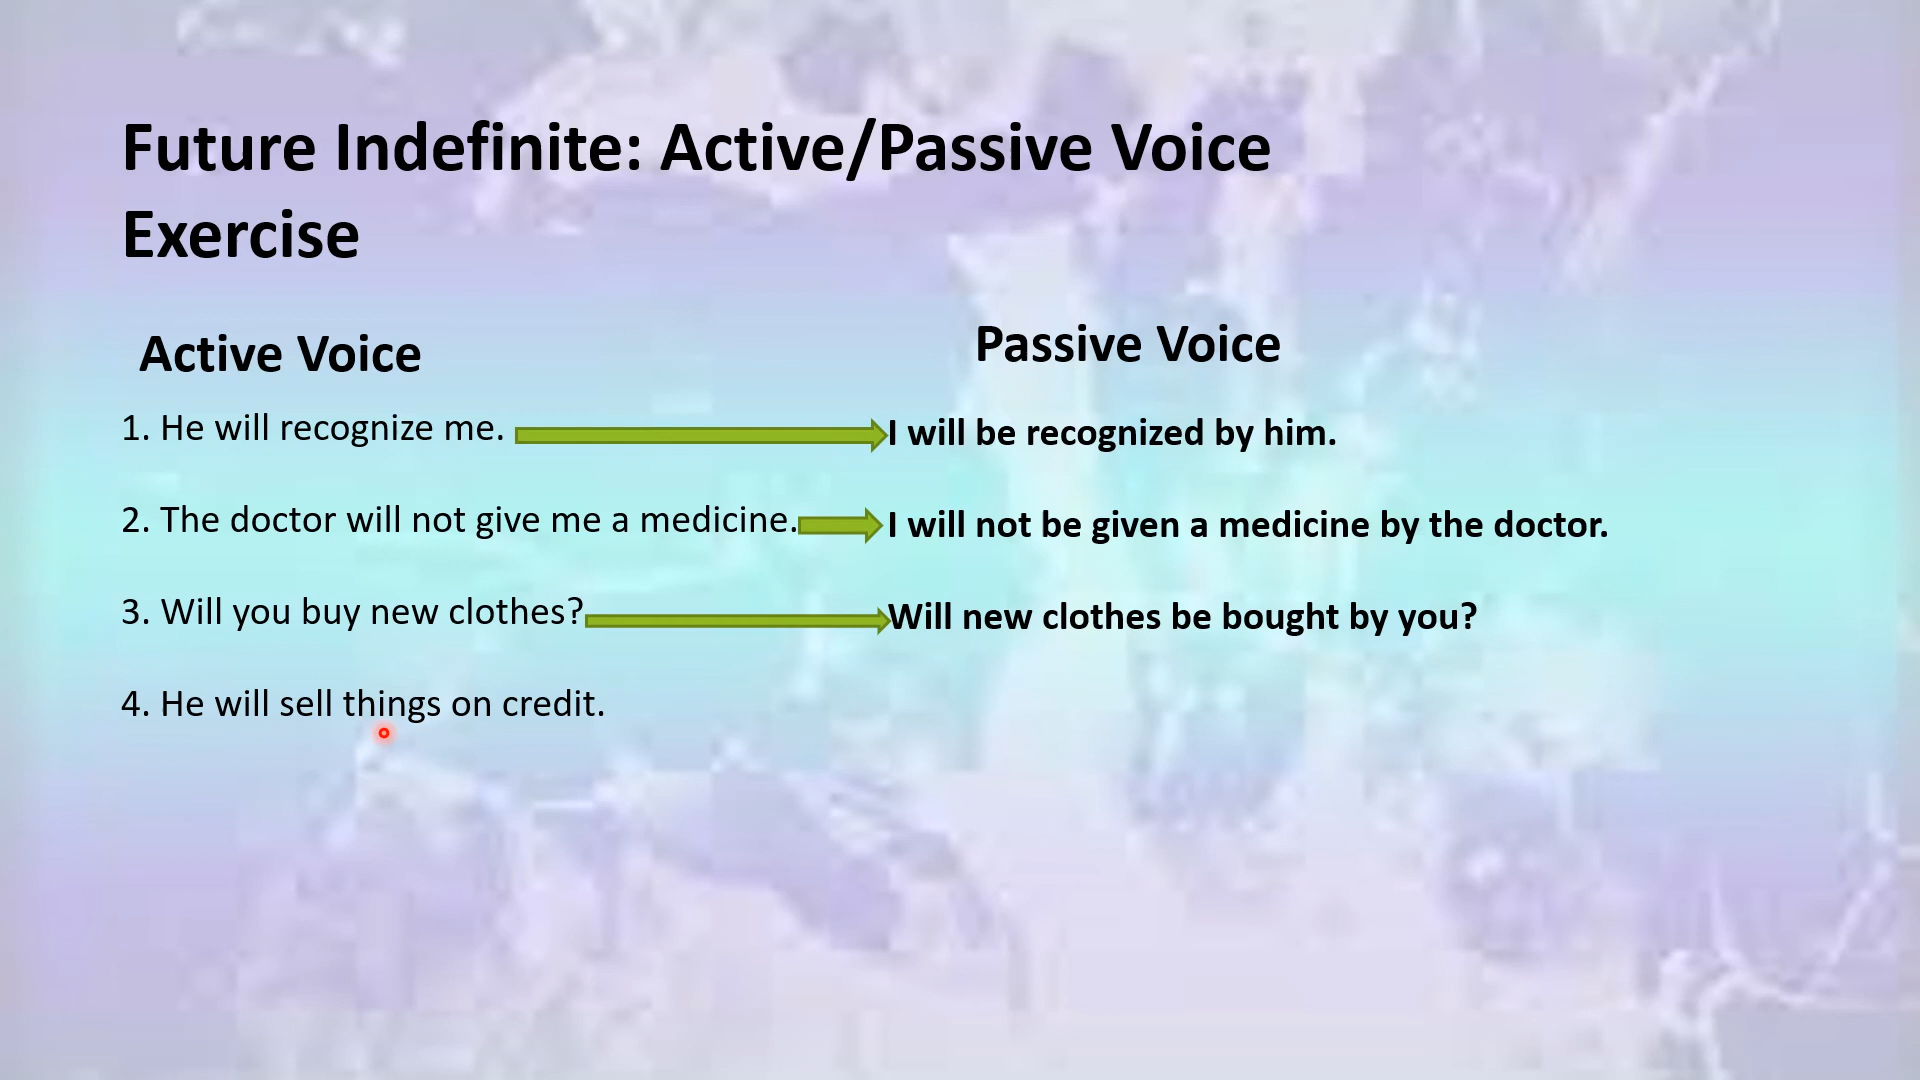 Future Indefinite: Active/Passive Voice
Exercise
Active Voice
Passive Voice
1. He will recognize me.
I will be recognized by him.
2. The doctor will not give me a medicine.
I will not be given a medicine by the doctor.
3. Will you buy new clothes?
Will new clothes be bought by you?
4. He will sell things on credit.